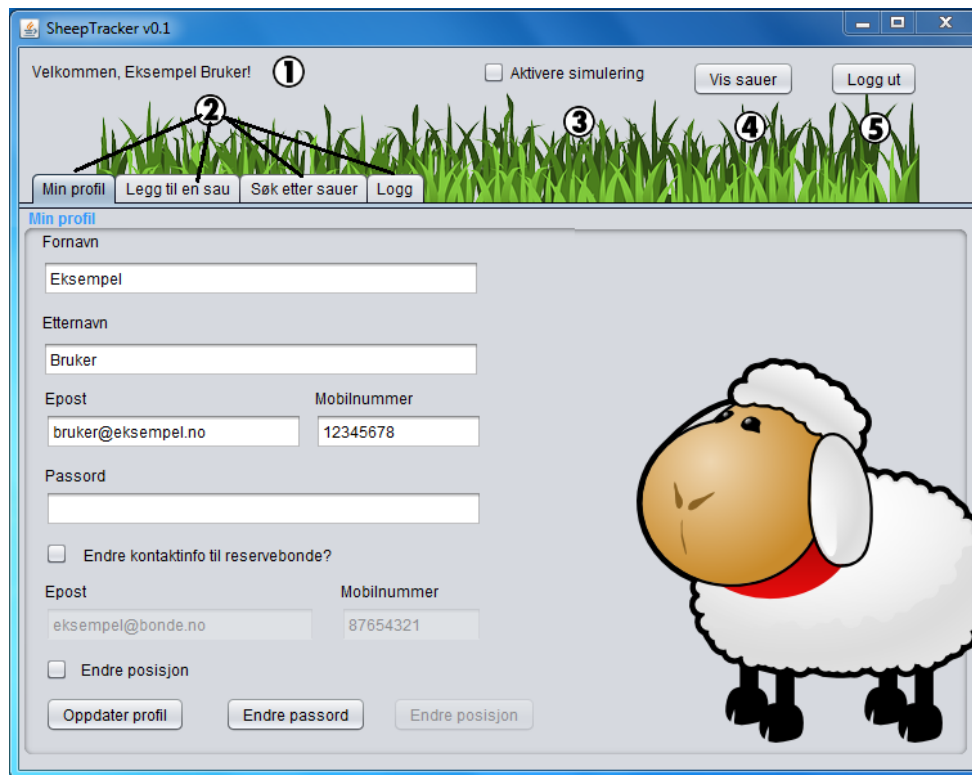 SheepTracker v0.1
Velkommen, Eksempel Bruker! 1 Aktivere simulering Vis sauer Logg ut
2 3 4 5
Min profil Legg til en sau Søk etter sauer Logg
Min profil
Fornavn
Eksempel
Etternavn
Bruker
Epost Mobilnummer
bruker@eksempel.no 12345678
Passord
Endre kontaktinfo til reservebonde?
Epost Mobilnummer
eksempel@bonde.no 87654321
Endre posisjon
Oppdater profil Endre passord Endre posisjon